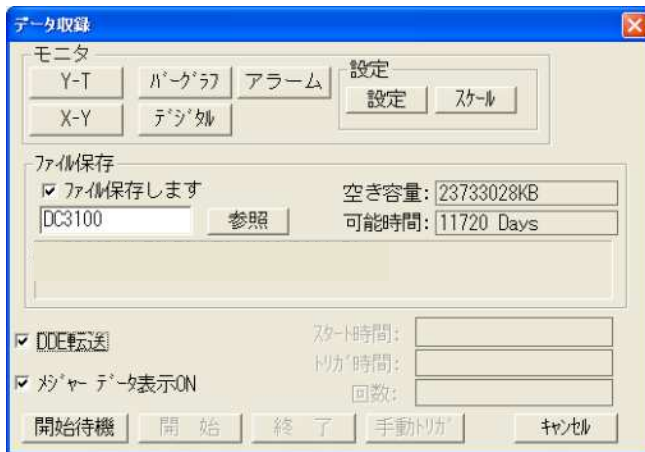 データ収録
モニタ
Y-T バーグラフ アラーム
X-Y デジタル
設定
設定 スケール
ファイル保存
ファイル保存します
DC3100 参照
空き容量: 23733028KB
可能時間: 11720 Days
DDE転送
メジャー データ表示ON
スタート時間:
トリガ時間:
回数:
開始待機 開 始 終 了 手動トリガ キャンセル